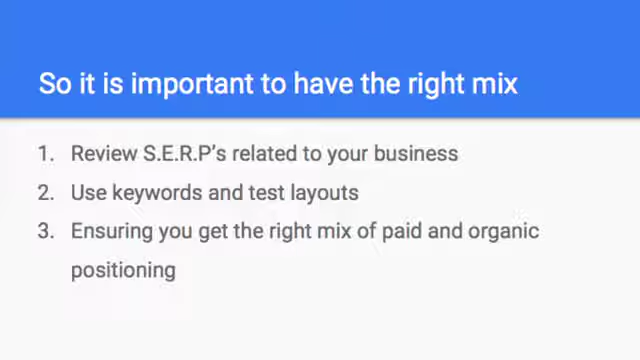 So it is important to have the right mix
1. Review S.E.R.P's related to your business
2. Use keywords and test layouts
3. Ensuring you get the right mix of paid and organic
positioning